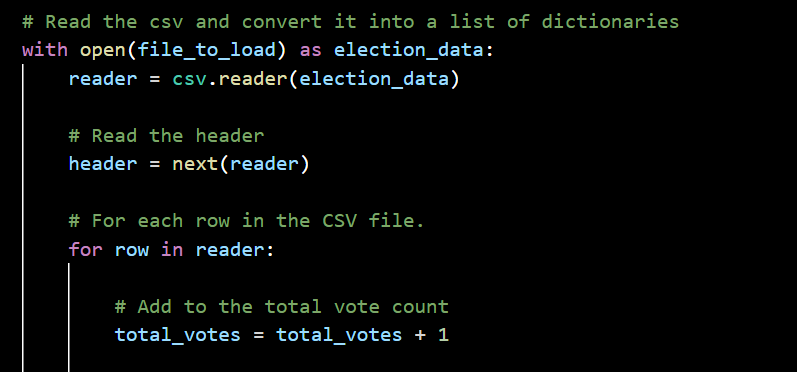 # Read the csv and convert it into a list of dictionaries
with open(file_to_load) as election_data:
    reader = csv.reader(election_data)
    # Read the header
    header = next(reader)
    # For each row in the CSV file.
    for row in reader:
        # Add to the total vote count
        total_votes = total_votes + 1